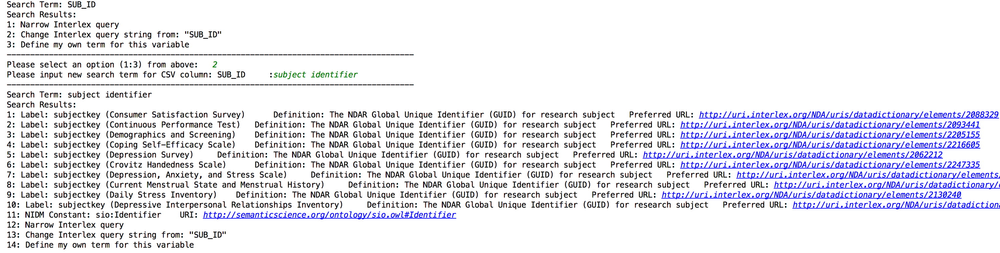 Search Term: SUB_ID
Search Results:
1: Narrow Interlex query
2: Change Interlex query string from: "SUB_ID"
3: Define my own term for this variable
---------------------------------------------------------------------------------------
Please select an option (1:3) from above: 2
Please input new search term for CSV column: SUB_ID :subject identifier
---------------------------------------------------------------------------------------
Search Term: subject identifier
Search Results:
1: Label: subjectkey (Consumer Satisfaction Survey) Definition: The NDAR Global Unique Identifier (GUID) for research subject Preferred URL: http://uri.interlex.org/NDA/uris/datadictionary/elements/2088329
2: Label: subjectkey (Continuous Performance Test) Definition: The NDAR Global Unique Identifier (GUID) for research subject Preferred URL: http://uri.interlex.org/NDA/uris/datadictionary/elements/2093441
3: Label: subjectkey (Demographics and Screening) Definition: The NDAR Global Unique Identifier (GUID) for research subject Preferred URL: http://uri.interlex.org/NDA/uris/datadictionary/elements/2205155
4: Label: subjectkey (Coping Self-Efficacy Scale) Definition: The NDAR Global Unique Identifier (GUID) for research subject Preferred URL: http://uri.interlex.org/NDA/uris/datadictionary/elements/2216605
5: Label: subjectkey (Depression Survey) Definition: The NDAR Global Unique Identifier (GUID) for research subject Preferred URL: http://uri.interlex.org/NDA/uris/datadictionary/elements/2062212
6: Label: subjectkey (Crovitz Handedness Scale) Definition: The NDAR Global Unique Identifier (GUID) for research subject Preferred URL: http://uri.interlex.org/NDA/uris/datadictionary/elements/2247335
7: Label: subjectkey (Depression, Anxiety, and Stress Scale) Definition: The NDAR Global Unique Identifier (GUID) for research subject Preferred URL: http://uri.interlex.org/NDA/uris/datadictionary/elements/
8: Label: subjectkey (Current Menstrual State and Menstrual History) Definition: The NDAR Global Unique Identifier (GUID) for research subject Preferred URL: http://uri.interlex.org/NDA/uris/datadictionary/
9: Label: subjectkey (Daily Stress Inventory) Definition: The NDAR Global Unique Identifier (GUID) for research subject Preferred URL: http://uri.interlex.org/NDA/uris/datadictionary/elements/2130240
10: Label: subjectkey (Depressive Interpersonal Relationships Inventory) Definition: The NDAR Global Unique Identifier (GUID) for research subject Preferred URL: http://uri.interlex.org/NDA/uris/dictiona
11: NIDM Constant: sio:Identifier URI: http://semanticscience.org/ontology/sio.owl#Identifier
12: Narrow Interlex query
13: Change Interlex query string from: "SUB_ID"
14: Define my own term for this variable